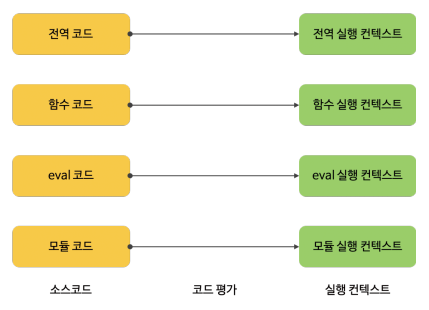 전역 코드 전역 실행 컨텍스트
함수 코드 함수 실행 컨텍스트
eval 코드 eval 실행 컨텍스트
모듈 코드 모듈 실행 컨텍스트
소스코드 코드 평가 실행 컨텍스트